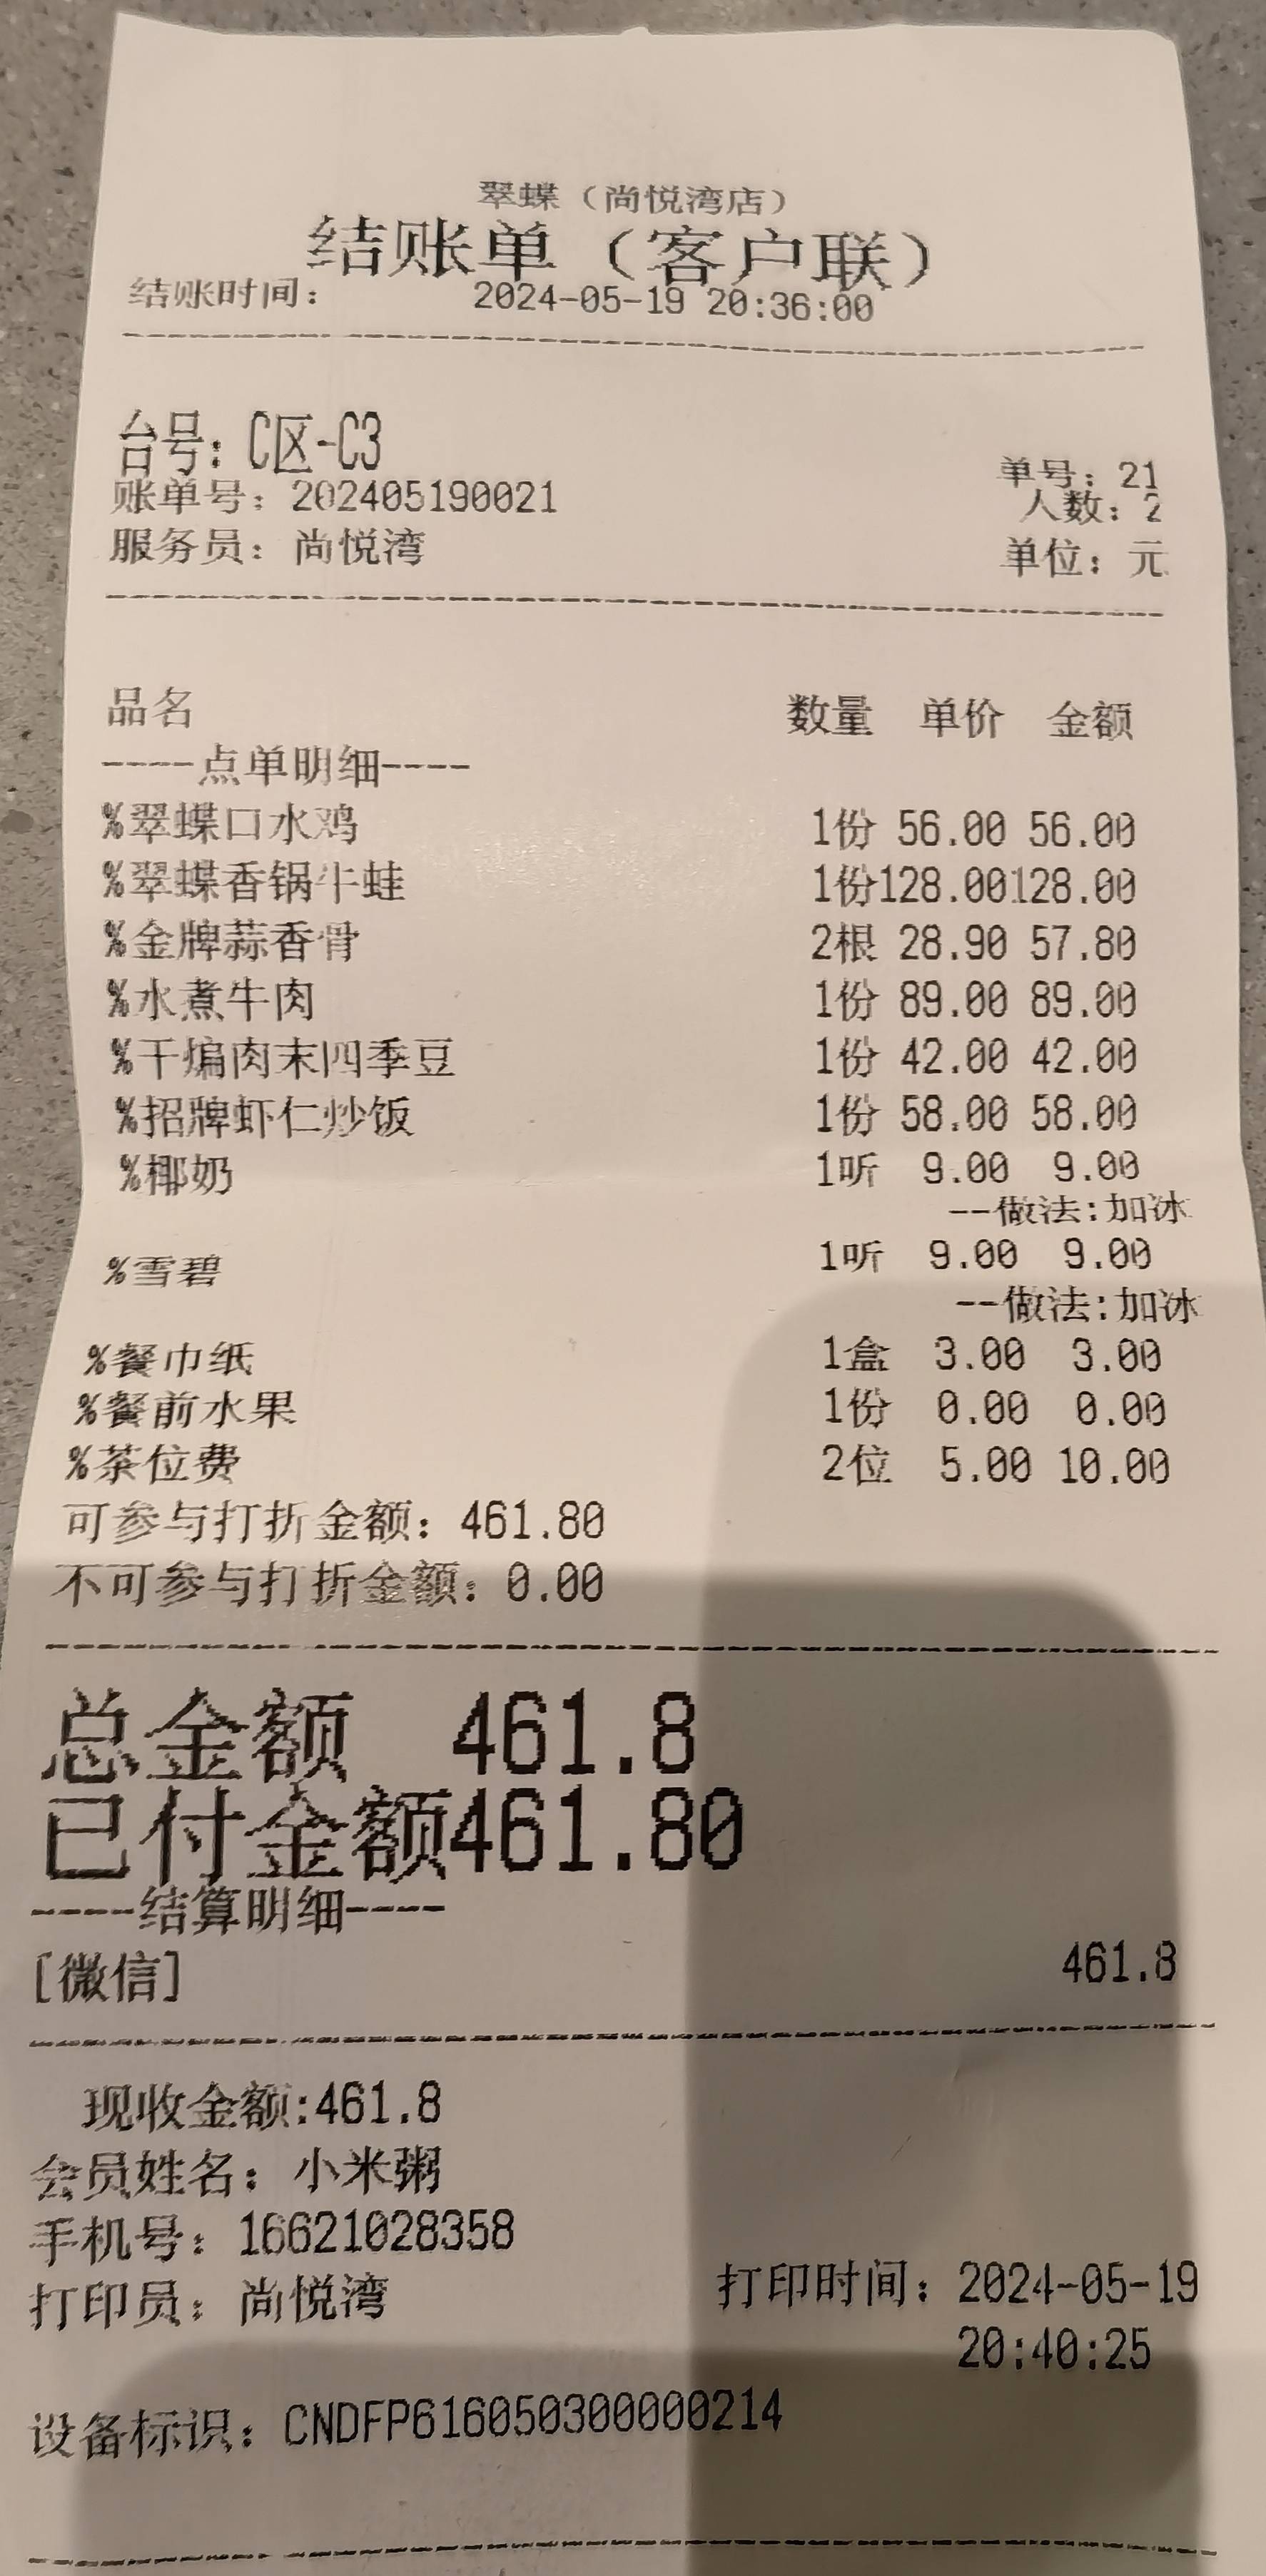 翠蝶（尚悦湾店）
结账单（客户联）
结账时间： 2024-05-19 20:36:00
台号：C区-C3
单号：21
账单号：202405190021 人数：2
服务员：尚悦湾 单位：元
品名 数量 单价 金额
----点单明细----
%翠蝶口水鸡 1份 56.00 56.00
%翠蝶香锅牛蛙 1份128.00128.00
%金牌蒜香骨 2根 28.90 57.80
%水煮牛肉 1份 89.00 89.00
%干煸肉末四季豆 1份 42.00 42.00
%招牌虾仁炒饭 1份 58.00 58.00
%椰奶 1听 9.00 9.00
--做法:加冰
%雪碧 1听 9.00 9.00
--做法:加冰
%餐巾纸 1盒 3.00 3.00
%餐前水果 1份 0.00 0.00
%茶位费 2位 5.00 10.00
可参与打折金额：461.80
不可参与打折金额：0.00
总金额 461.8
已付金额461.80
----结算明细----
[微信] 461.8
现收金额:461.8
会员姓名：小米粥
手机号：16621028358
打印员：尚悦湾 打印时间：2024-05-19
20:40:25
设备标识：CNDFP616050300000214